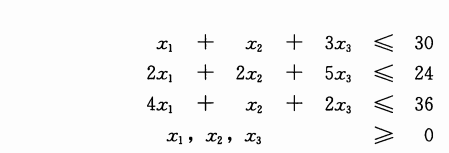 x₁ + x₂ + 3x₃ ⩽ 30
2x₁ + 2x₂ + 5x₃ ⩽ 24
4x₁ + x₂ + 2x₃ ⩽ 36
x₁, x₂, x₃ ⩾ 0